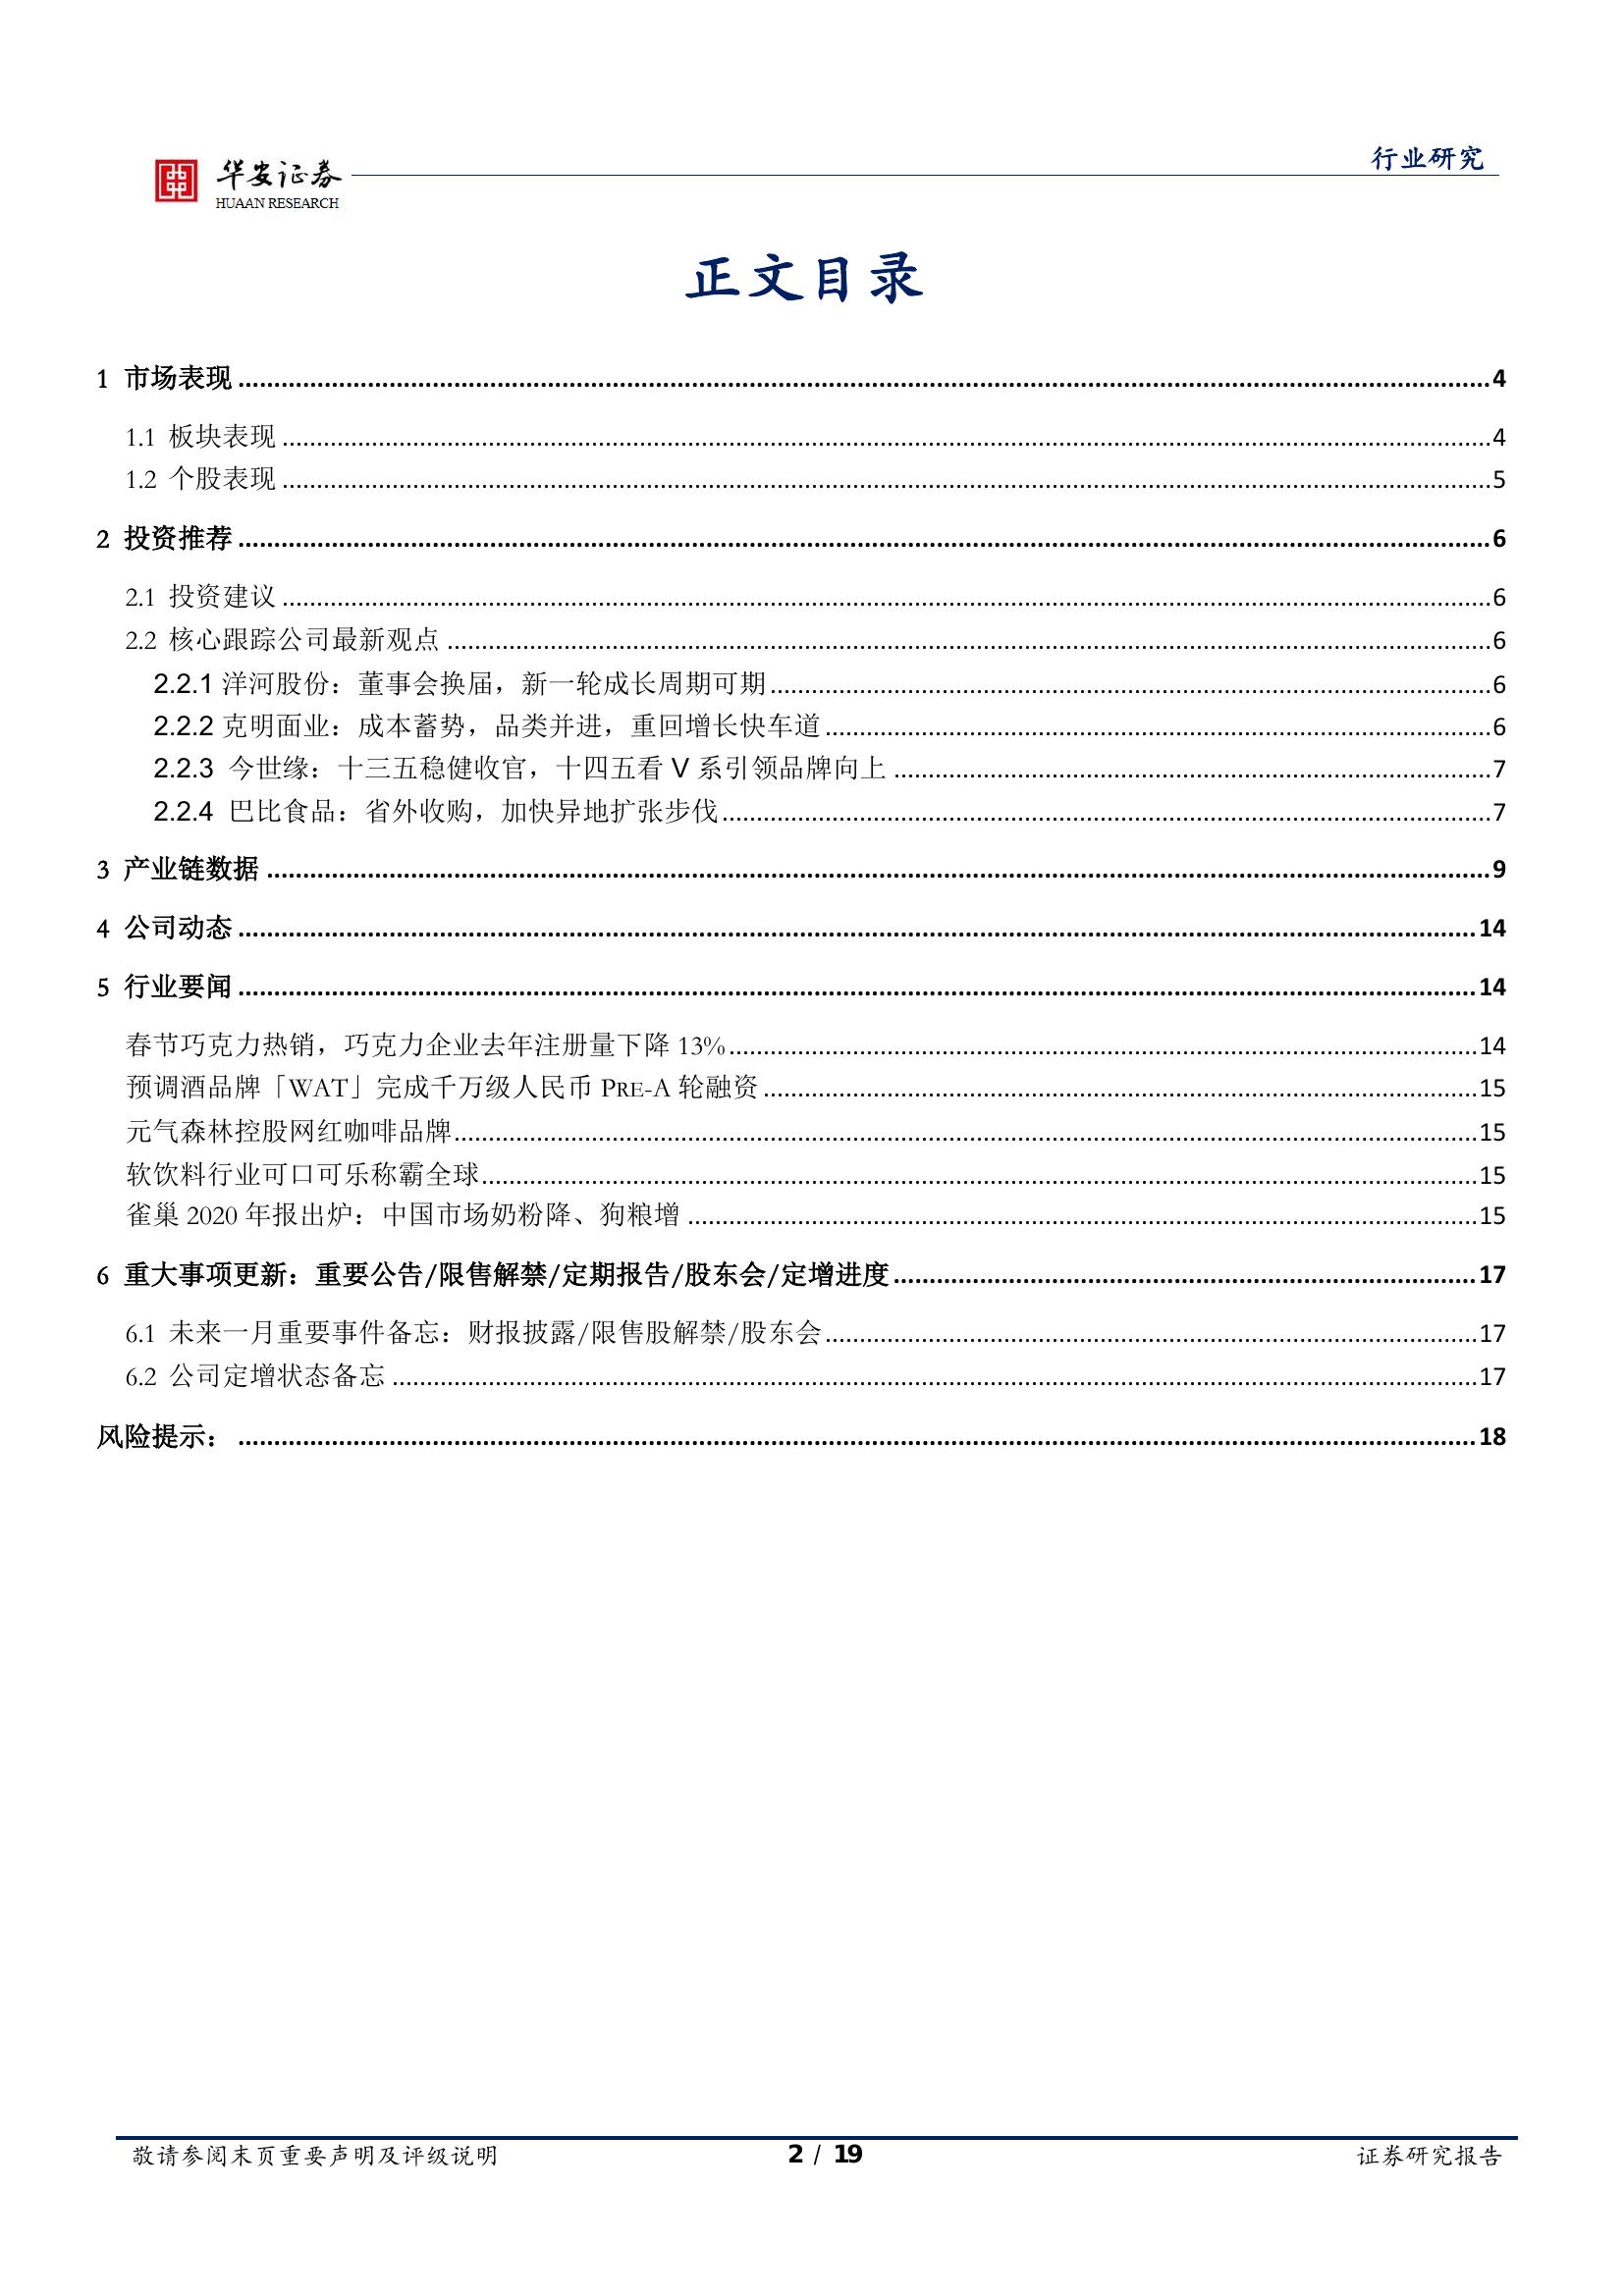 华安证券
HUAAN RESEARCH
行业研究
正文目录
1 市场表现 4
1.1 板块表现 4
1.2 个股表现 5
2 投资推荐 6
2.1 投资建议 6
2.2 核心跟踪公司最新观点 6
2.2.1 洋河股份：董事会换届，新一轮成长周期可期 6
2.2.2 克明面业：成本蓄势，品类并进，重回增长快车道 6
2.2.3 今世缘：十三五稳健收官，十四五看 V 系引领品牌向上 7
2.2.4 巴比食品：省外收购，加快异地扩张步伐 7
3 产业链数据 9
4 公司动态 14
5 行业要闻 14
春节巧克力热销，巧克力企业去年注册量下降 13% 14
预调酒品牌「WAT」完成千万级人民币 PRE-A 轮融资 15
元气森林控股网红咖啡品牌 15
软饮料行业可口可乐称霸全球 15
雀巢 2020 年报出炉：中国市场奶粉降、狗粮增 15
6 重大事项更新：重要公告/限售解禁/定期报告/股东会/定增进度 17
6.1 未来一月重要事件备忘：财报披露/限售股解禁/股东会 17
6.2 公司定增状态备忘 17
风险提示： 18
敬请参阅末页重要声明及评级说明
2 / 19
证券研究报告